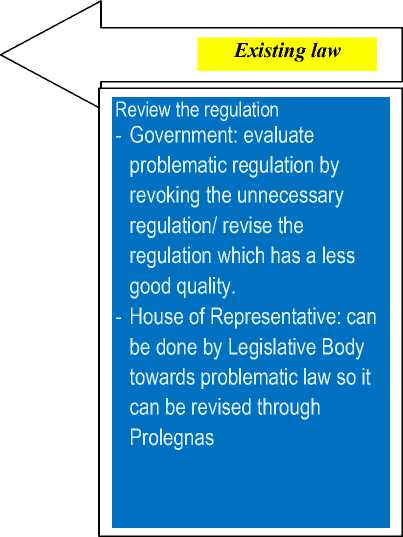 Existing law
Review the regulation
- Government: evaluate
problematic regulation by
revoking the unnecessary
regulation/ revise the
regulation which has a less
good quality.
- House of Representative: can
be done by Legislative Body
towards problematic law so it
can be revised through
Prolegnas